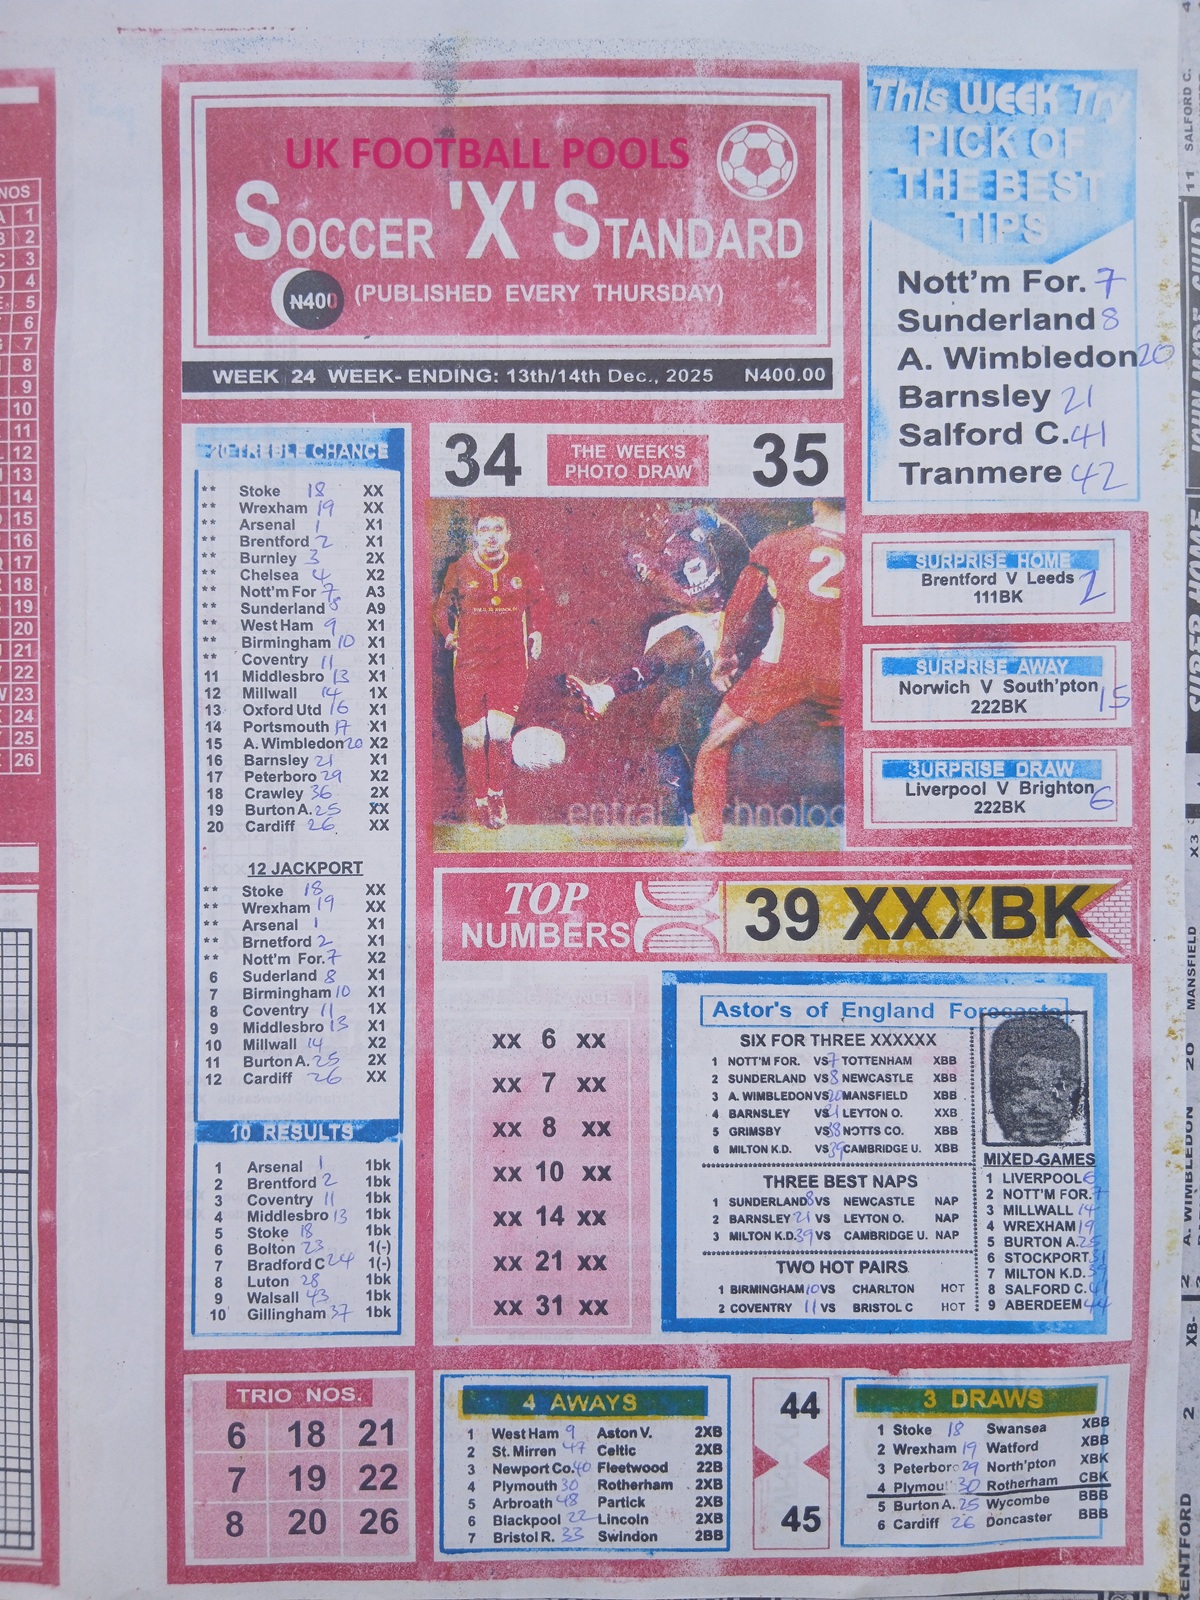 UK FOOTBALL POOLS
SOCCER 'X' STANDARD
N400
(PUBLISHED EVERY THURSDAY)
WEEK 24 WEEK- ENDING: 13th/14th Dec., 2025 N400.00
This WEEK Try
PICK OF
THE BEST
TIPS
Nott'm For. 7
Sunderland 8
A. Wimbledon 20
Barnsley 21
Salford C. 41
Tranmere 42
20 TREBLE CHANCE
** Stoke 18 XX
** Wrexham 19 XX
** Arsenal 1 X1
** Brentford 2 X1
** Burnley 3 2X
** Chelsea 4 X2
** Nott'm For 7 A3
** Sunderland 8 A9
** West Ham 9 X1
** Birmingham 10 X1
** Coventry 11 X1
11 Middlesbro 13 X1
12 Millwall 14 1X
13 Oxford Utd 16 X1
14 Portsmouth 17 X1
15 A. Wimbledon 20 X2
16 Barnsley 21 X1
17 Peterboro 29 X2
18 Crawley 36 2X
19 Burton A. 25 XX
20 Cardiff 26 XX
12 JACKPORT
** Stoke 18 XX
** Wrexham 19 XX
** Arsenal 1 X1
** Brnetford 2 X1
** Nott'm For. 7 X2
6 Suderland 8 X1
7 Birmingham 10 X1
8 Coventry 11 1X
9 Middlesbro 13 X1
10 Millwall 14 X2
11 Burton A. 25 2X
12 Cardiff 26 XX
10 RESULTS
1 Arsenal 1 1bk
2 Brentford 2 1bk
3 Coventry 11 1bk
4 Middlesbro 13 1bk
5 Stoke 18 1bk
6 Bolton 23 1(-)
7 Bradford C 24 1(-)
8 Luton 28 1bk
9 Walsall 43 1bk
10 Gillingham 37 1bk
34 THE WEEK'S PHOTO DRAW 35
2
SURPRISE HOME
Brentford V Leeds 2
111BK
SURPRISE AWAY
Norwich V South'pton 15
222BK
SURPRISE DRAW
Liverpool V Brighton 6
222BK
TOP
NUMBERS
39 XXXBK
xx 6 xx
xx 7 xx
xx 8 xx
xx 10 xx
xx 14 xx
xx 21 xx
xx 31 xx
Astor's of England Forecasts
SIX FOR THREE XXXXXX
1 NOTT'M FOR. VS 7 TOTTENHAM XBB
2 SUNDERLAND VS 8 NEWCASTLE XBB
3 A. WIMBLEDON VS 20 MANSFIELD XBB
4 BARNSLEY VS 21 LEYTON O. XXB
5 GRIMSBY VS 38 NOTTS CO. XBB
6 MILTON K.D. VS 39 CAMBRIDGE U. XBB
THREE BEST NAPS
1 SUNDERLAND 8 VS NEWCASTLE NAP
2 BARNSLEY 21 VS LEYTON O. NAP
3 MILTON K.D. 39 VS CAMBRIDGE U. NAP
TWO HOT PAIRS
1 BIRMINGHAM 10 VS CHARLTON HOT
2 COVENTRY 11 VS BRISTOL C HOT
MIXED-GAMES
1 LIVERPOOL 6
2 NOTT'M FOR. 7
3 MILLWALL 14
4 WREXHAM 19
5 BURTON A. 25
6 STOCKPORT 31
7 MILTON K.D. 39
8 SALFORD C. 41
9 ABERDEEM 44
TRIO NOS.
6 18 21
7 19 22
8 20 26
4 AWAYS
1 West Ham 9 Aston V. 2XB
2 St. Mirren 47 Celtic 2XB
3 Newport Co. 40 Fleetwood 22B
4 Plymouth 30 Rotherham 2XB
5 Arbroath 48 Partick 2XB
6 Blackpool 22 Lincoln 2XB
7 Bristol R. 33 Swindon 2BB
44
45
3 DRAWS
1 Stoke 18 Swansea XBB
2 Wrexham 19 Watford XBB
3 Peterboro 29 North'pton XBK
4 Plymou 30 Rotherham CBK
5 Burton A. 25 Wycombe BBB
6 Cardiff 26 Doncaster BBB